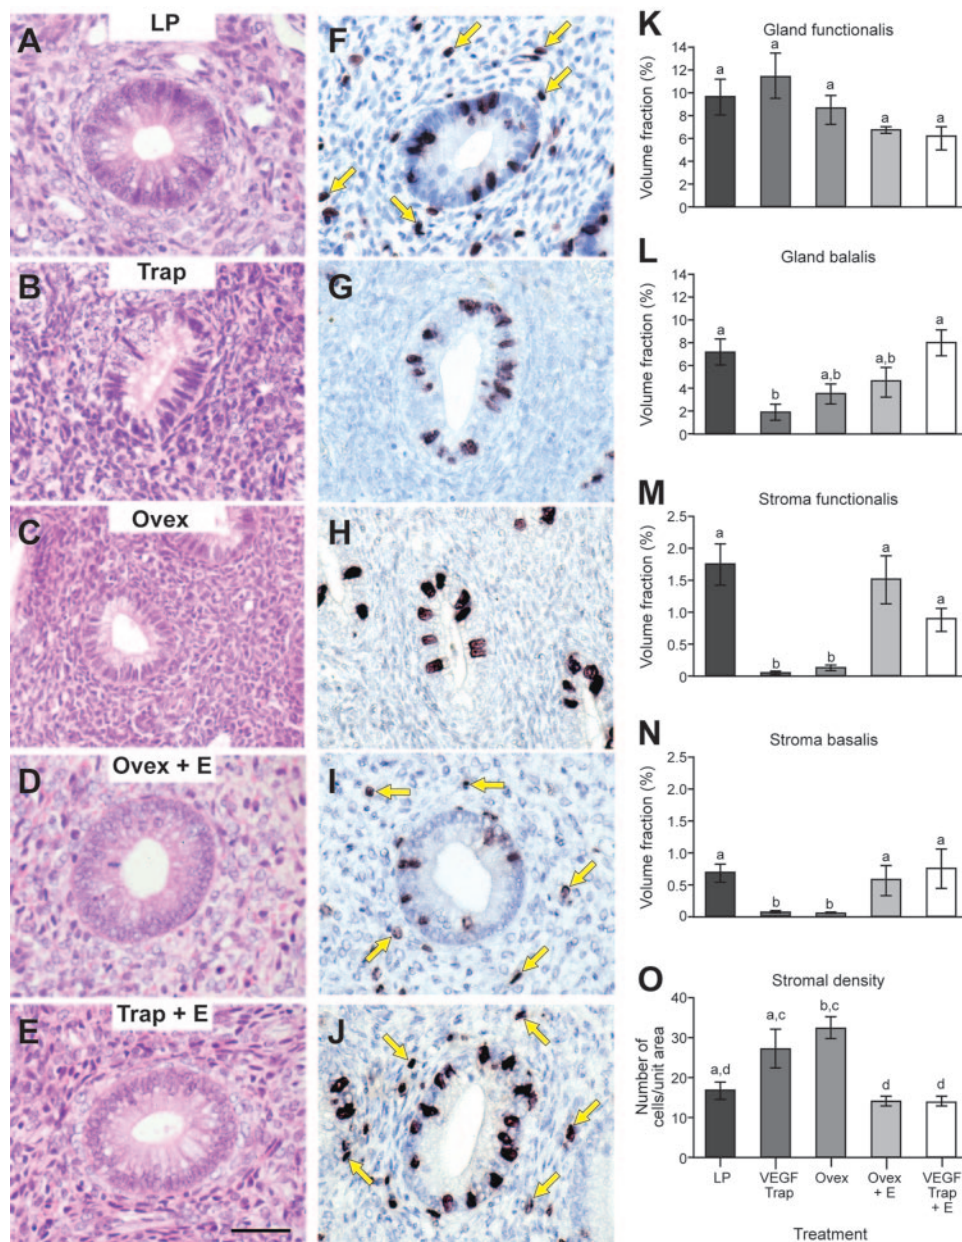 A
LP
F
B
Trap
G
C
Ovex
H
D
Ovex + E
I
E
Trap + E
J
K
Gland functionalis
Volume fraction (%)
14
12
10
8
6
4
2
0
a
a
a
a
a
L
Gland balalis
Volume fraction (%)
14
12
10
8
6
4
2
0
a
b
a,b
a,b
a
M
Stroma functionalis
Volume fraction (%)
2.5
2.0
1.5
1.0
0.5
0
a
b
b
a
a
N
Stroma basalis
Volume fraction (%)
2.5
2.0
1.5
1.0
0.5
0
a
b
b
a
a
O
Stromal density
Number of
cells/unit area
40
30
20
10
0
a,d
a,c
b,c
d
d
LP
VEGF
Trap
Ovex
Ovex
+ E
VEGF
Trap
+ E
Treatment